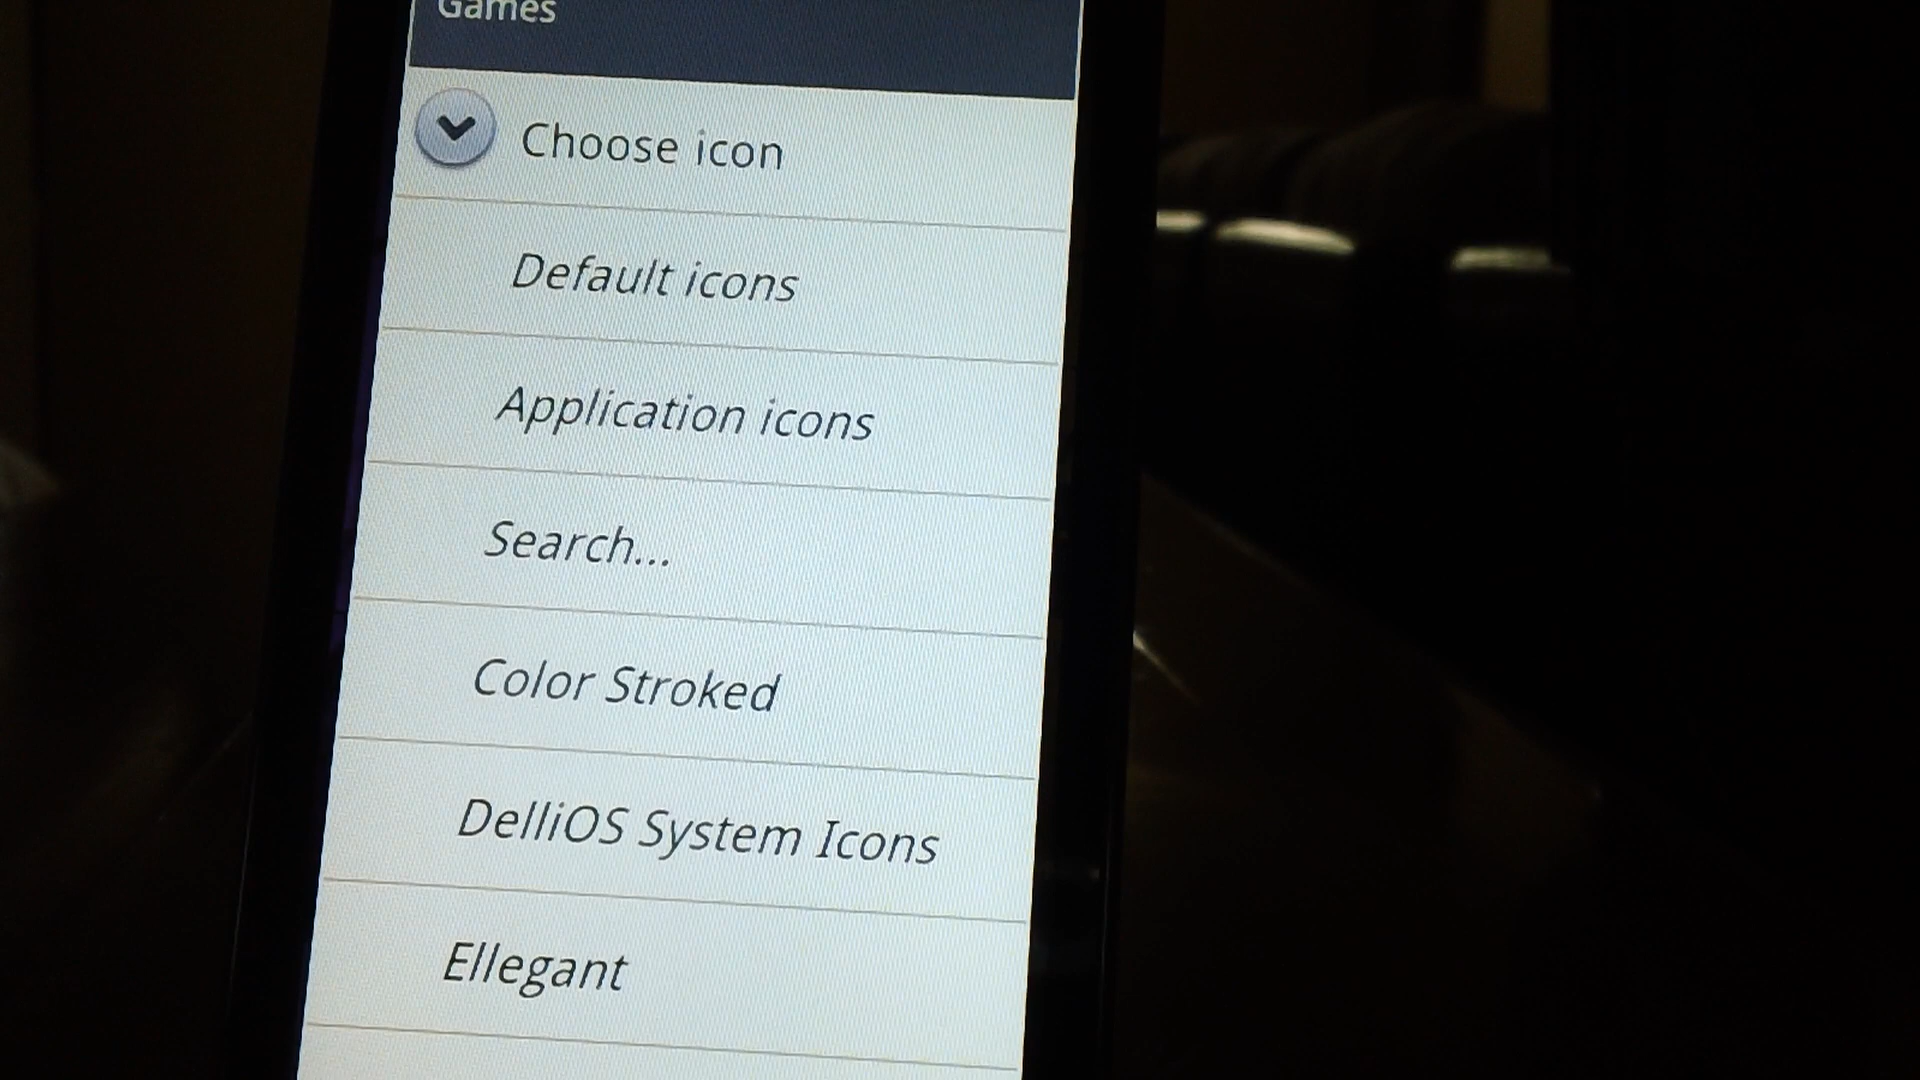 Games
Choose icon
Default icons
Application icons
Search...
Color Stroked
DelliOS System Icons
Ellegant